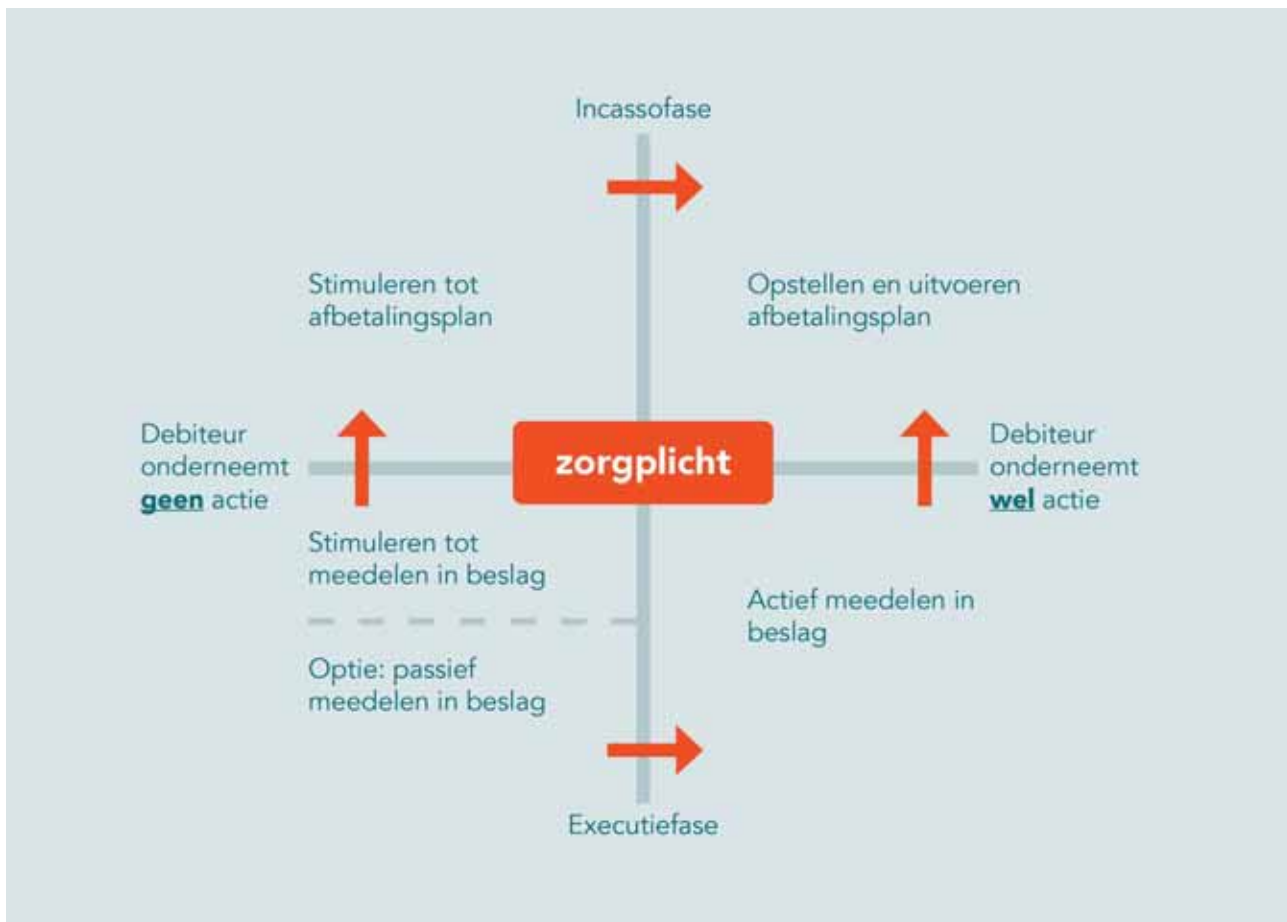 Incassofase
Stimuleren tot
afbetalingsplan
Opstellen en uitvoeren
afbetalingsplan
Debiteur
onderneemt
geen actie
zorgplicht
Debiteur
onderneemt
wel actie
Stimuleren tot
meedelen in beslag
Actief meedelen in
beslag
Optie: passief
meedelen in beslag
Executiefase